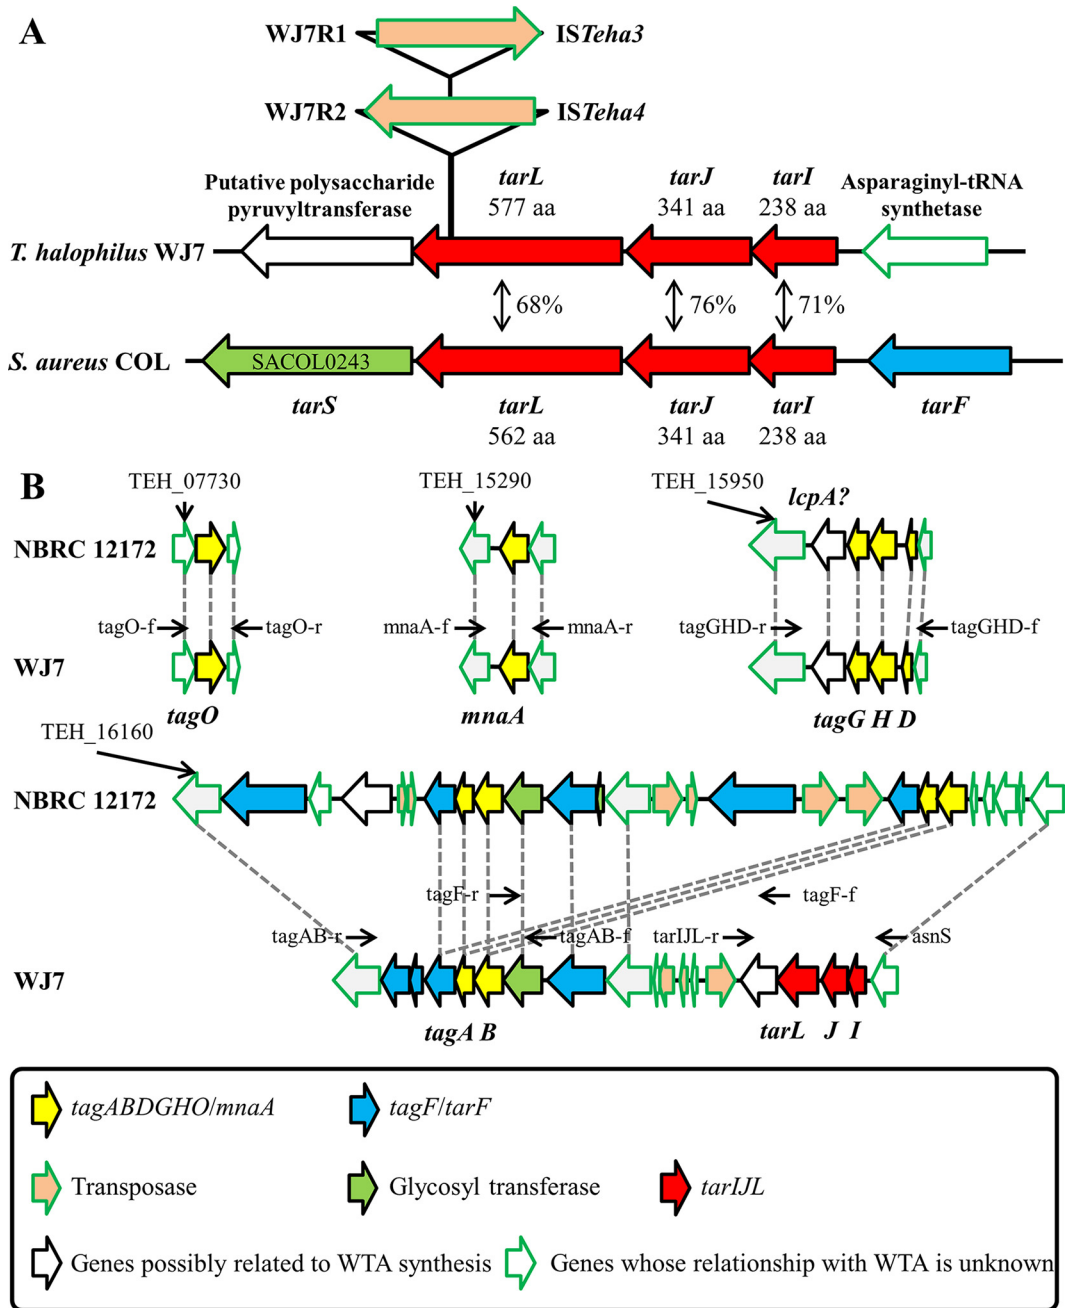 A
WJ7R1 ISTeha3
WJ7R2 ISTeha4
Putative polysaccharide
pyruvyltransferase
tarL
577 aa
tarJ
341 aa
tarI
238 aa
Asparaginyl-tRNA
synthetase
T. halophilus WJ7
68% 76% 71%
S. aureus COL
SACOL0243
tarS
tarL
562 aa
tarJ
341 aa
tarI
238 aa
tarF
B
TEH_07730 TEH_15290 TEH_15950
lcpA?
NBRC 12172
tagO-f tagO-r mnaA-f mnaA-r tagGHD-r tagGHD-f
WJ7
tagO mnaA tagG H D
TEH_16160
NBRC 12172
tagF-r tagF-f
tagAB-r tagAB-f tarIJL-r asnS
WJ7
tagA B tarL J I
tagABDGHO/mnaA tagF/tarF
Transposase Glycosyl transferase tarIJL
Genes possibly related to WTA synthesis Genes whose relationship with WTA is unknown